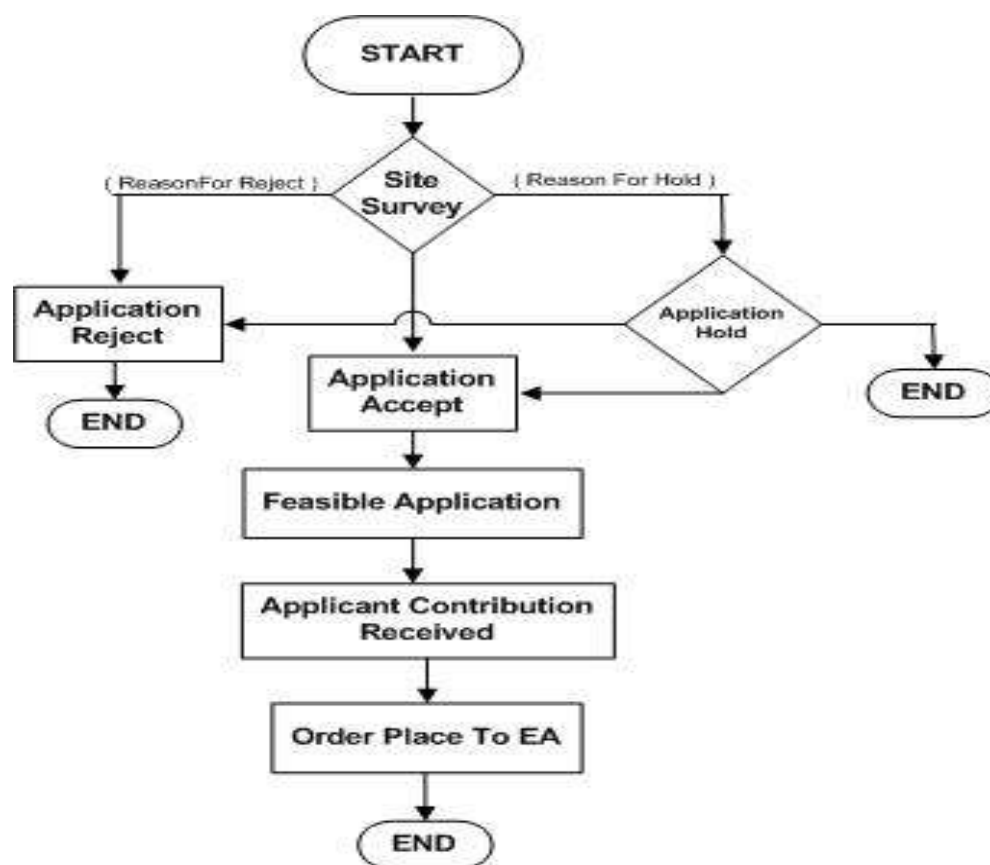 START
( ReasonFor Reject )
Site
Survey
( Reason For Hold )
Application
Reject
Application
Hold
Application
Accept
END
END
Feasible Application
Applicant Contribution
Received
Order Place To EA
END